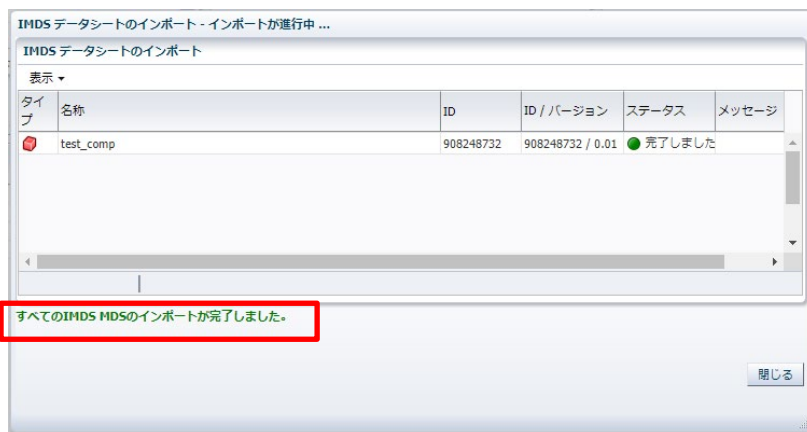 IMDS データシートのインポート - インポートが進行中 ...
IMDS データシートのインポート
表示
タイプ 名称 ID ID / バージョン ステータス メッセージ
test_comp 908248732 908248732 / 0.01 完了しました
すべてのIMDS MDSのインポートが完了しました。
閉じる